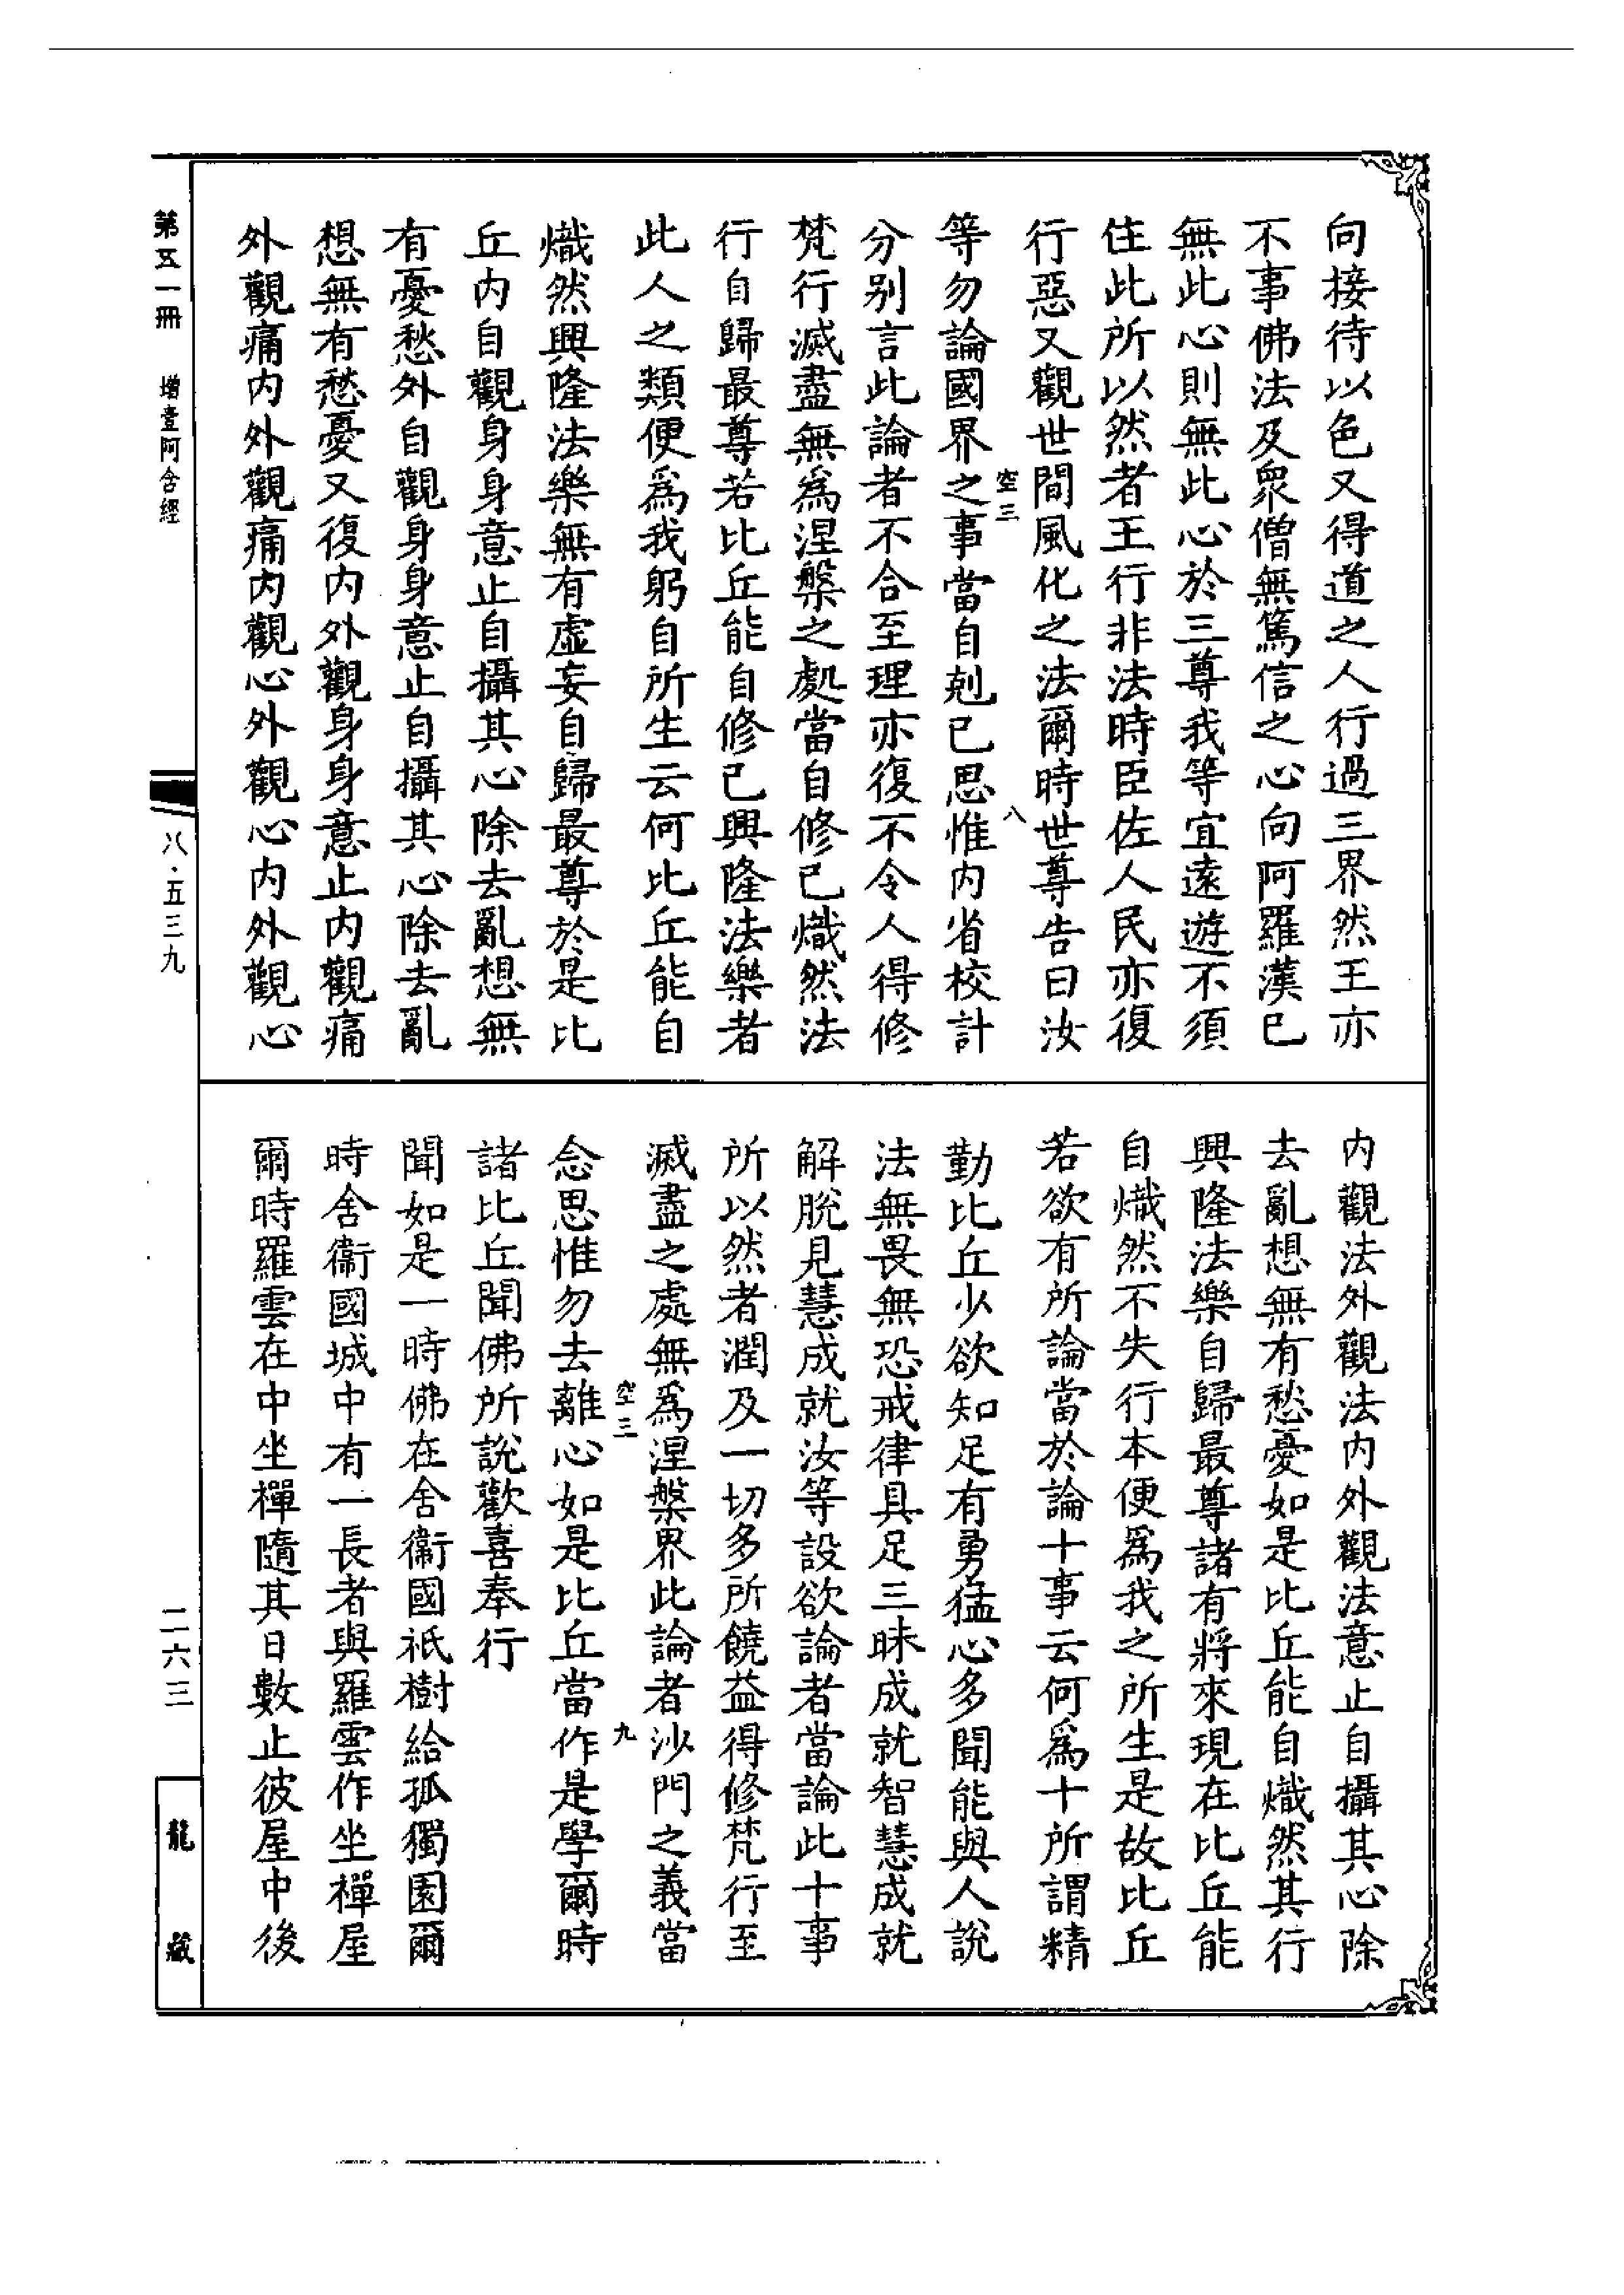 向接待以色又得道之人行過三界然王亦
不事佛法及眾僧無篤信之心向阿羅漢已
無此心則無此心於三尊我等宜遠遊不須
住此所以然者王行非法時臣佐人民亦復
行惡又觀世間風化之法爾時世尊告曰汝
空三
八
等勿論國界之事當自剋已思惟內省校計
分别言此論者不合至理亦復不令人得修
梵行滅盡無爲涅槃之處當自修已熾然法
行自歸最尊若比丘能自修已興隆法樂者
此人之類便爲我躬自所生云何比丘能自
熾然興隆法樂無有虛妄自歸最尊於是比
丘內自觀身身意止自攝其心除去亂想無
有憂愁外自觀身身意止自攝其心除去亂
想無有愁憂又復內外觀身身意止內觀痛
外觀痛內外觀痛內觀心外觀心內外觀心
內觀法外觀法內外觀法意止自攝其心除
去亂想無有愁憂如是比丘能自熾然其行
興隆法樂自歸最尊諸有將來現在比丘能
自熾然不失行本便爲我之所生是故比丘
若欲有所論當於論十事云何爲十所謂精
勤比丘少欲知足有勇猛心多聞能與人說
法無畏無恐戒律具足三昧成就智慧成就
解脫見慧成就汝等設欲論者當論此十事
所以然者潤及一切多所饒益得修梵行至
滅盡之處無爲涅槃界此論者沙門之義當
空三
九
念思惟勿去離心如是比丘當作是學爾時
諸比丘聞佛所說歡喜奉行
聞如是一時佛在舍衛國祇樹給孤獨園爾
時舍衛國城中有一長者與羅雲作坐禪屋
爾時羅雲在中坐禪隨其日數止彼屋中後
第五一冊 增壹阿含經
八·五三九
二六三
龍藏